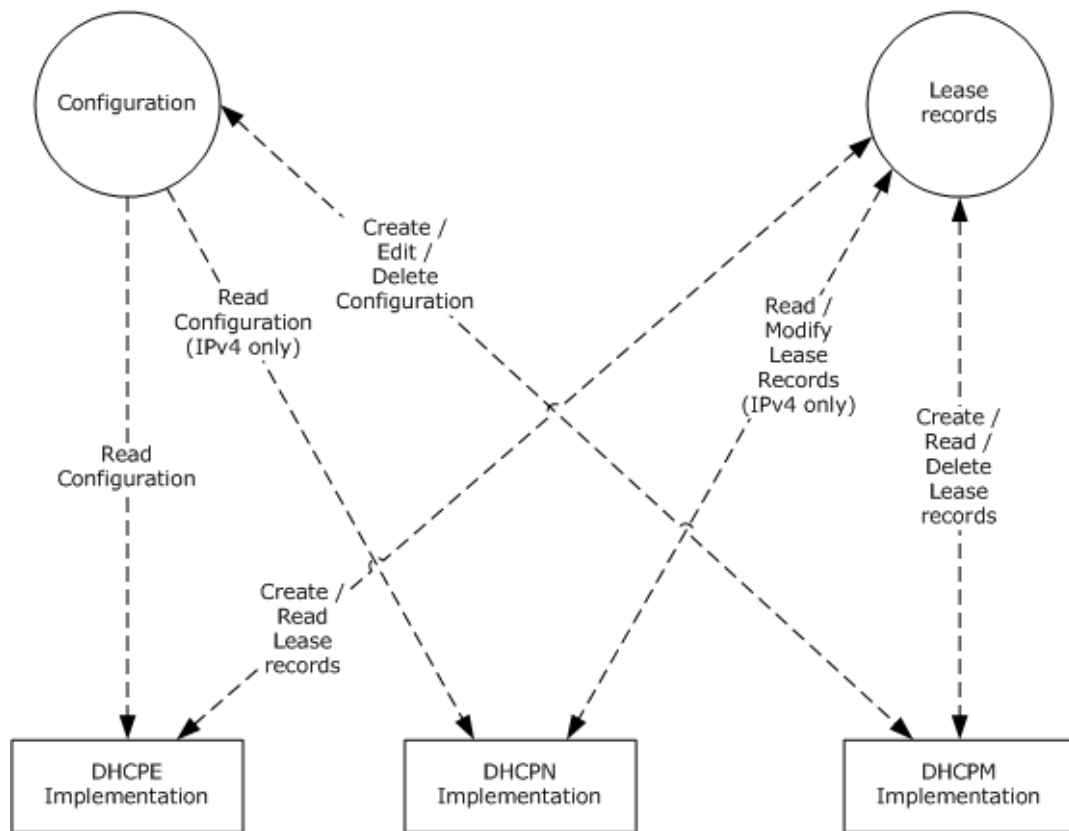 Configuration
Lease
records
Create /
Edit /
Delete
Configuration
Read
Configuration
(IPv4 only)
Read /
Modify
Lease
Records
(IPv4 only)
Read
Configuration
Create /
Read /
Delete
Lease
records
Create /
Read
Lease
records
DHCPE
Implementation
DHCPN
Implementation
DHCPM
Implementation